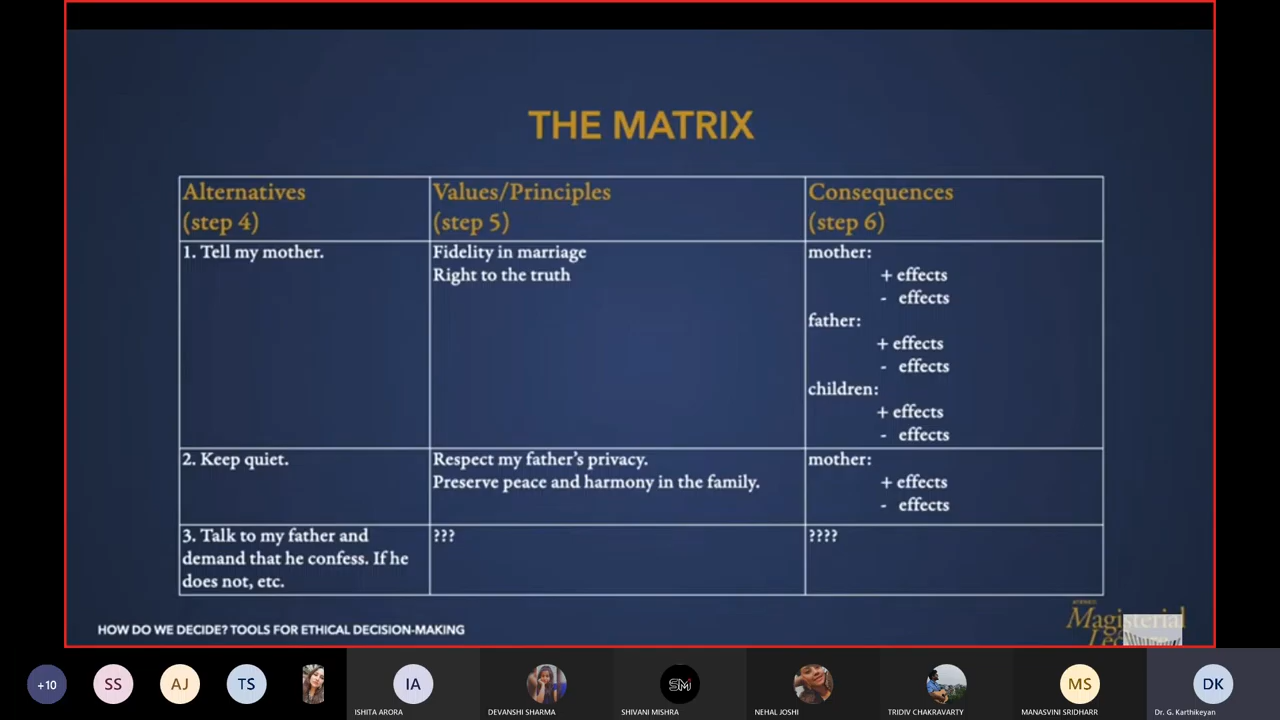 THE MATRIX
Alternatives
(step 4)
Values/Principles
(step 5)
Consequences
(step 6)
1. Tell my mother.
Fidelity in marriage
Right to the truth
mother:
+ effects
- effects
father:
+ effects
- effects
children:
+ effects
- effects
2. Keep quiet.
Respect my father's privacy.
Preserve peace and harmony in the family.
mother:
+ effects
- effects
3. Talk to my father and
demand that he confess. If he
does not, etc.
???
????
HOW DO WE DECIDE? TOOLS FOR ETHICAL DECISION-MAKING
Magisterial
+10
SS
AJ
TS
IA
ISHITA ARORA
DEVANSHI SHARMA
SM
SHIVANI MISHRA
NEHAL JOSHI
TRIDIV CHAKRAVARTY
MS
MANASVINI SRIDHARR
DK
Dr. G. Karthikeyan